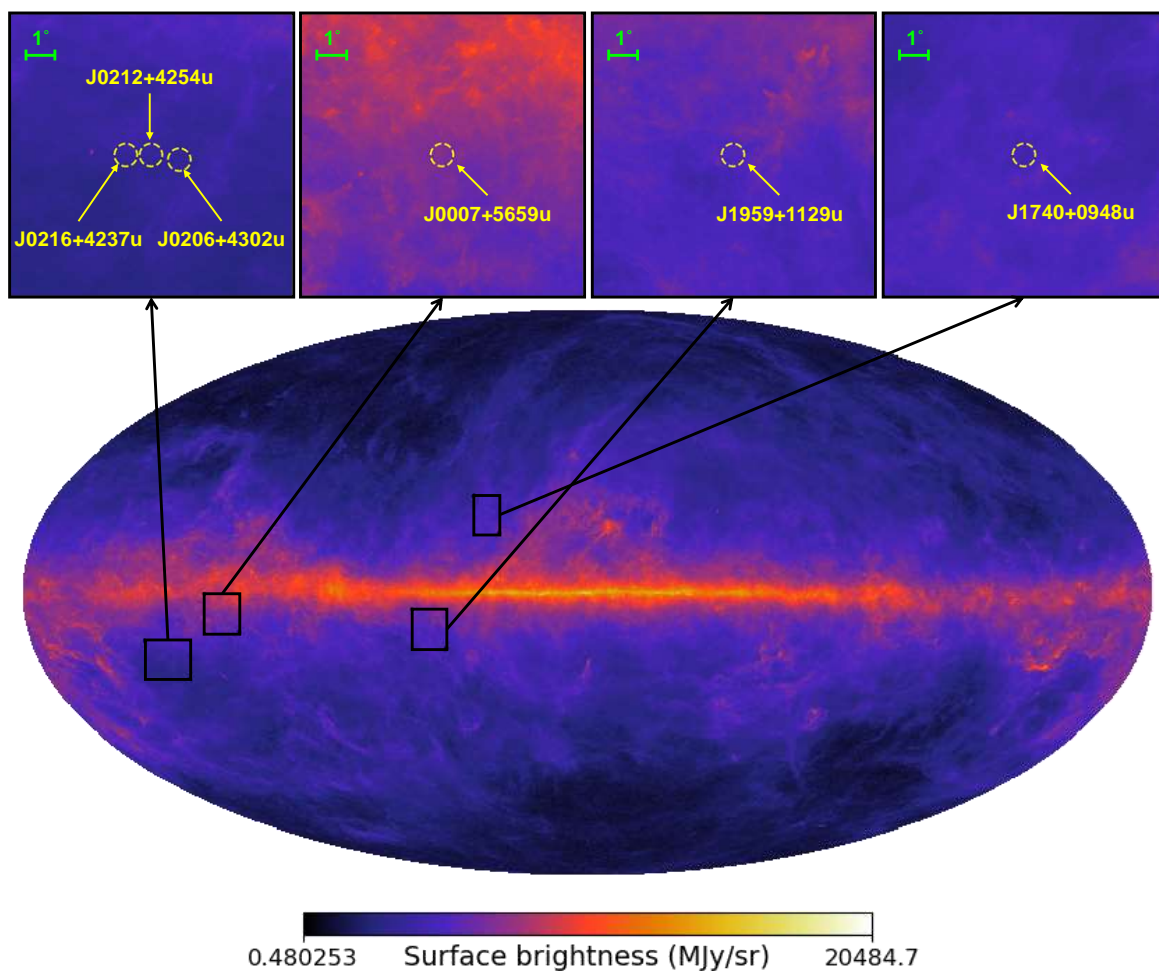 1°
1°
1°
1°
J0212+4254u
J0007+5659u
J1959+1129u
J1740+0948u
J0216+4237u
J0206+4302u
0.480253
Surface brightness (MJy/sr)
20484.7